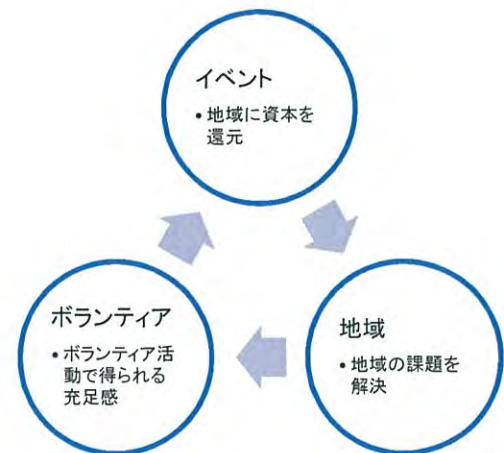 イベント
• 地域に資本を
還元
地域
• 地域の課題を
解決
ボランティア
• ボランティア活
動で得られる
充足感